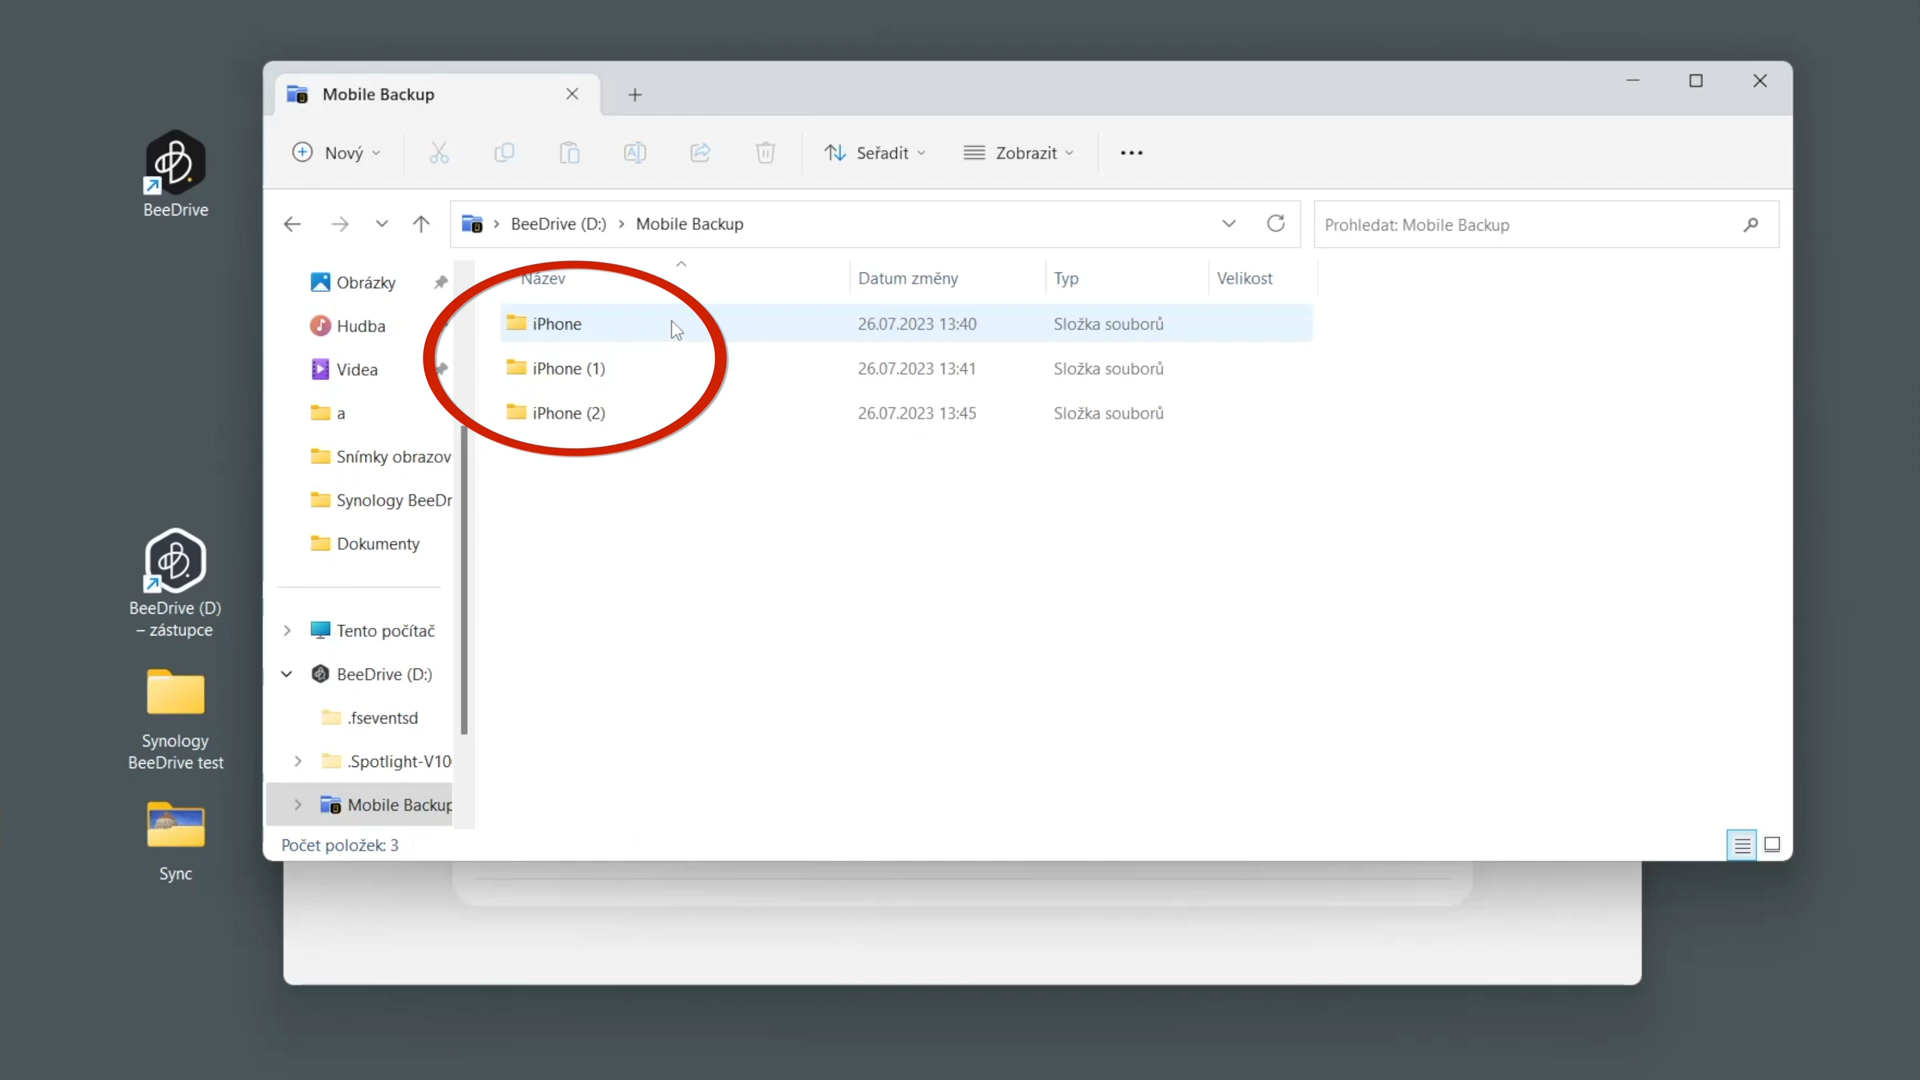 Mobile Backup
Nový
Seřadit
Zobrazit
BeeDrive (D:)
Mobile Backup
Prohledat: Mobile Backup
Název
Datum změny
Typ
Velikost
iPhone
26.07.2023 13:40
Složka souborů
iPhone (1)
26.07.2023 13:41
Složka souborů
iPhone (2)
26.07.2023 13:45
Složka souborů
Obrázky
Hudba
Videa
a
Snímky obrazov
Synology BeeDr
Dokumenty
Tento počítač
BeeDrive (D:)
.fseventsd
.Spotlight-V10
Mobile Backup
Počet položek: 3
BeeDrive
BeeDrive (D)
– zástupce
Synology
BeeDrive test
Sync